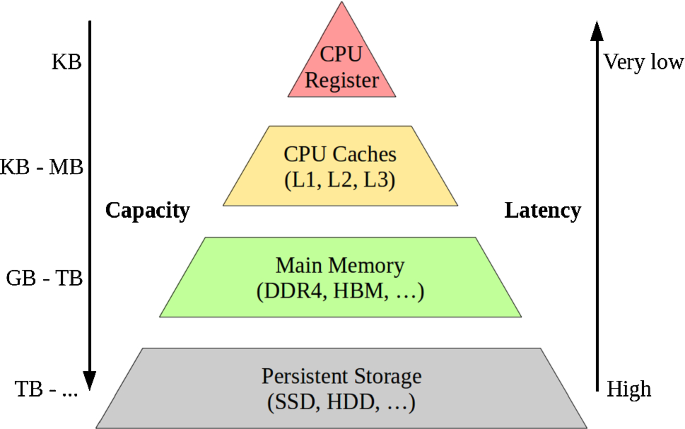 KB
CPU
Register
Very low
KB - MB
CPU Caches
(L1, L2, L3)
Capacity
Latency
GB - TB
Main Memory
(DDR4, HBM, …)
TB - ...
Persistent Storage
(SSD, HDD, …)
High